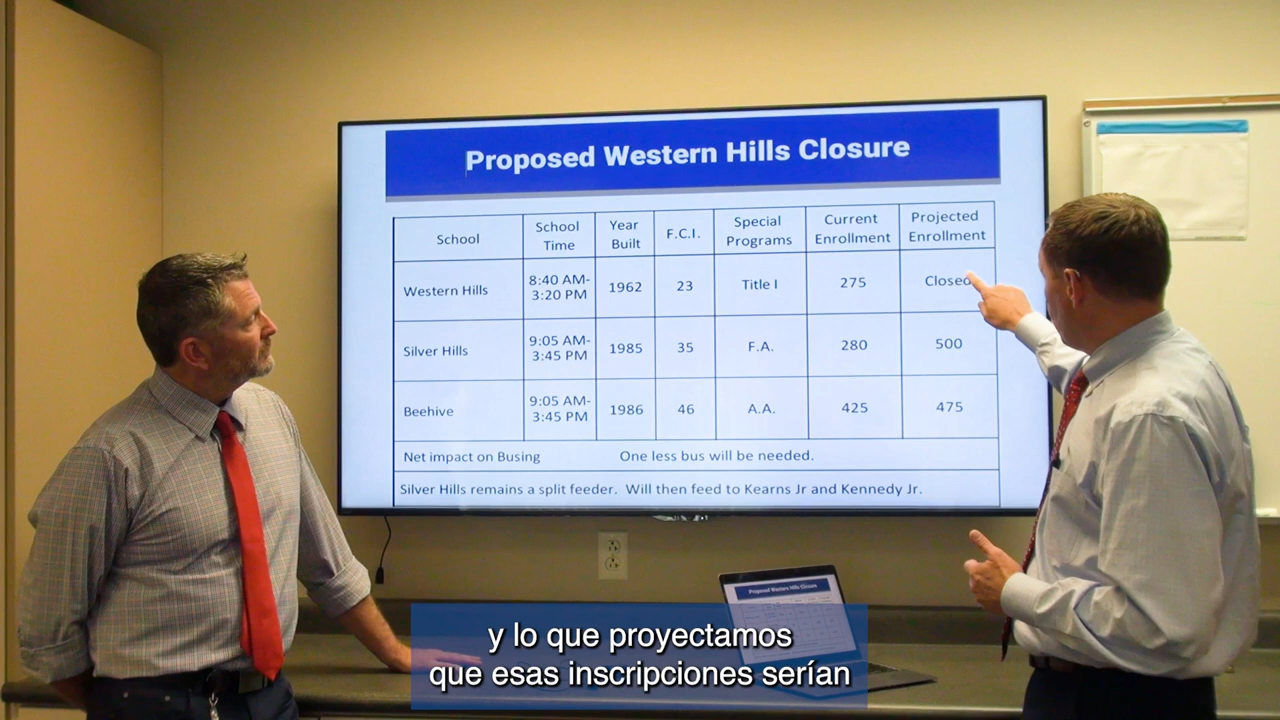 Proposed Western Hills Closure
School
School Time
Year Built
F.C.I.
Special Programs
Current Enrollment
Projected Enrollment
Western Hills
8:40 AM-
3:20 PM
1962
23
Title I
275
Closed
Silver Hills
9:05 AM-
3:45 PM
1985
35
F.A.
280
500
Beehive
9:05 AM-
3:45 PM
1986
46
A.A.
425
475
Net impact on Busing One less bus will be needed.
Silver Hills remains a split feeder. Will then feed to Kearns Jr and Kennedy Jr.
Proposed Western Hills Closure
y lo que proyectamos
que esas inscripciones serían